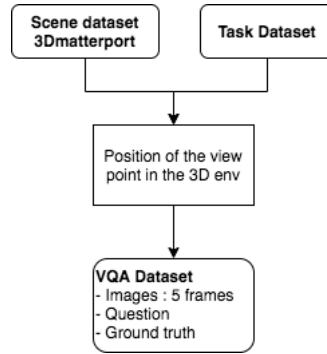 Scene dataset
3Dmatterport
Task Dataset
Position of the view
point in the 3D env
VQA Dataset
- Images : 5 frames
- Question
- Ground truth